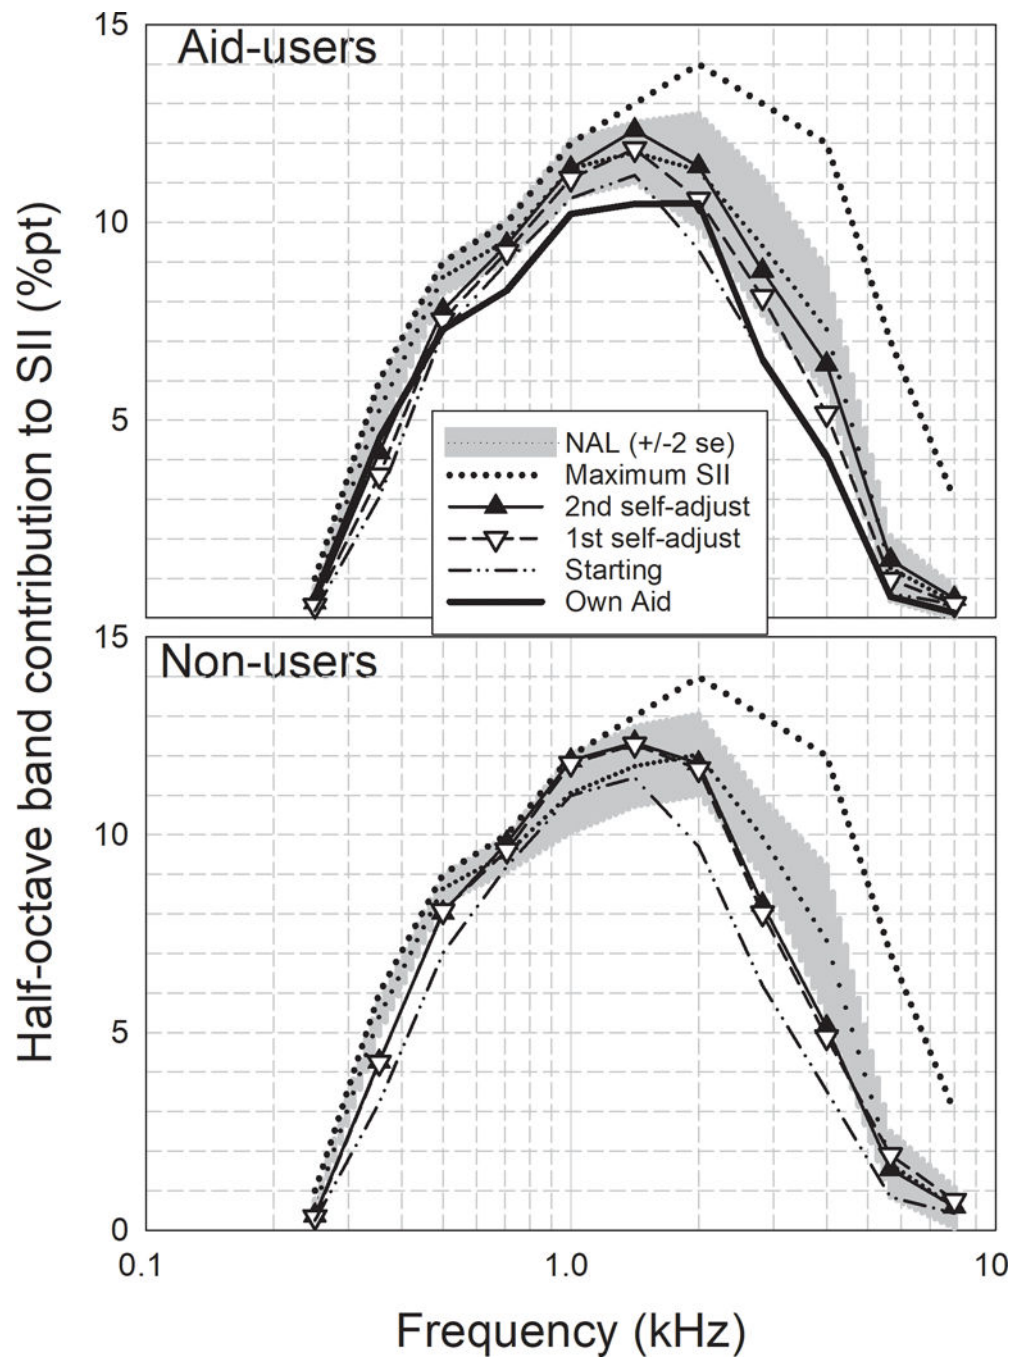 15
Aid-users
10
5
NAL (+/-2 se)
Maximum SII
2nd self-adjust
1st self-adjust
Starting
Own Aid
15
Non-users
10
5
0
0.1
1.0
10
Frequency (kHz)
Half-octave band contribution to SII (%pt)